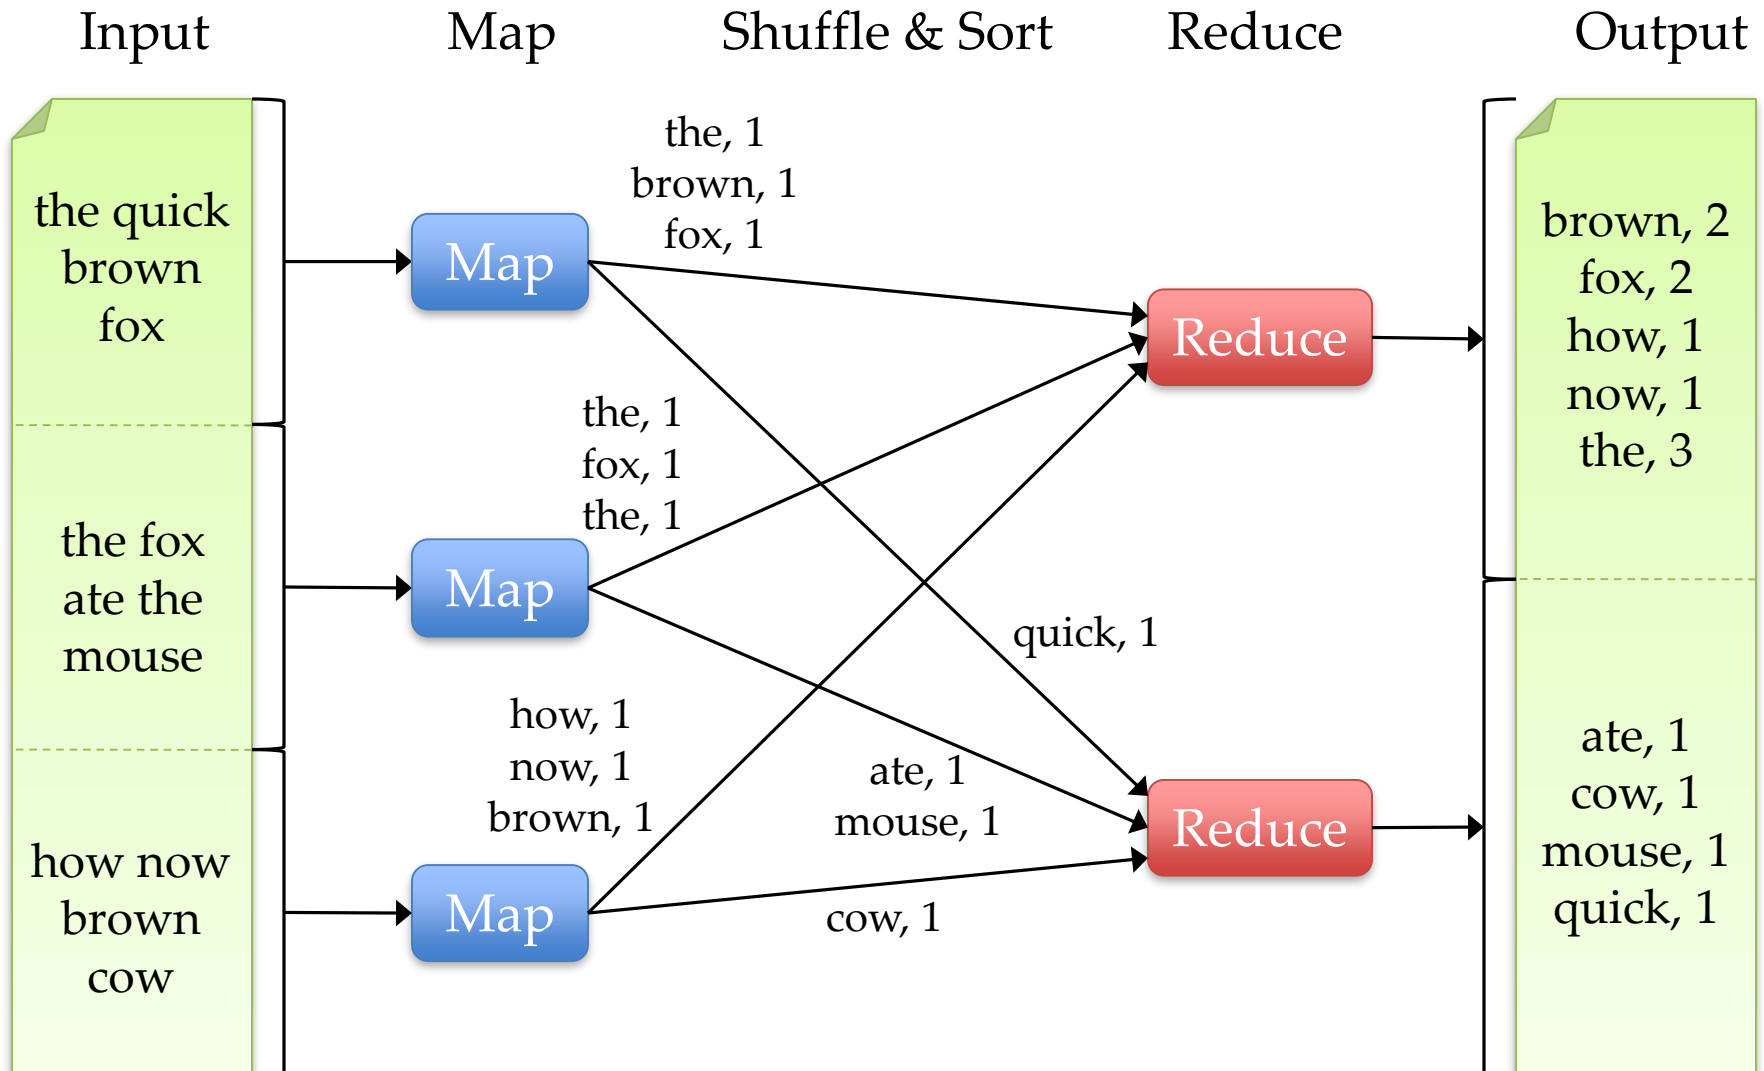 Input
Map
Shuffle & Sort
Reduce
Output
the quick
brown
fox
the fox
ate the
mouse
how now
brown
cow
Map
Map
Map
the, 1
brown, 1
fox, 1
the, 1
fox, 1
the, 1
how, 1
now, 1
brown, 1
quick, 1
ate, 1
mouse, 1
cow, 1
Reduce
Reduce
brown, 2
fox, 2
how, 1
now, 1
the, 3
ate, 1
cow, 1
mouse, 1
quick, 1